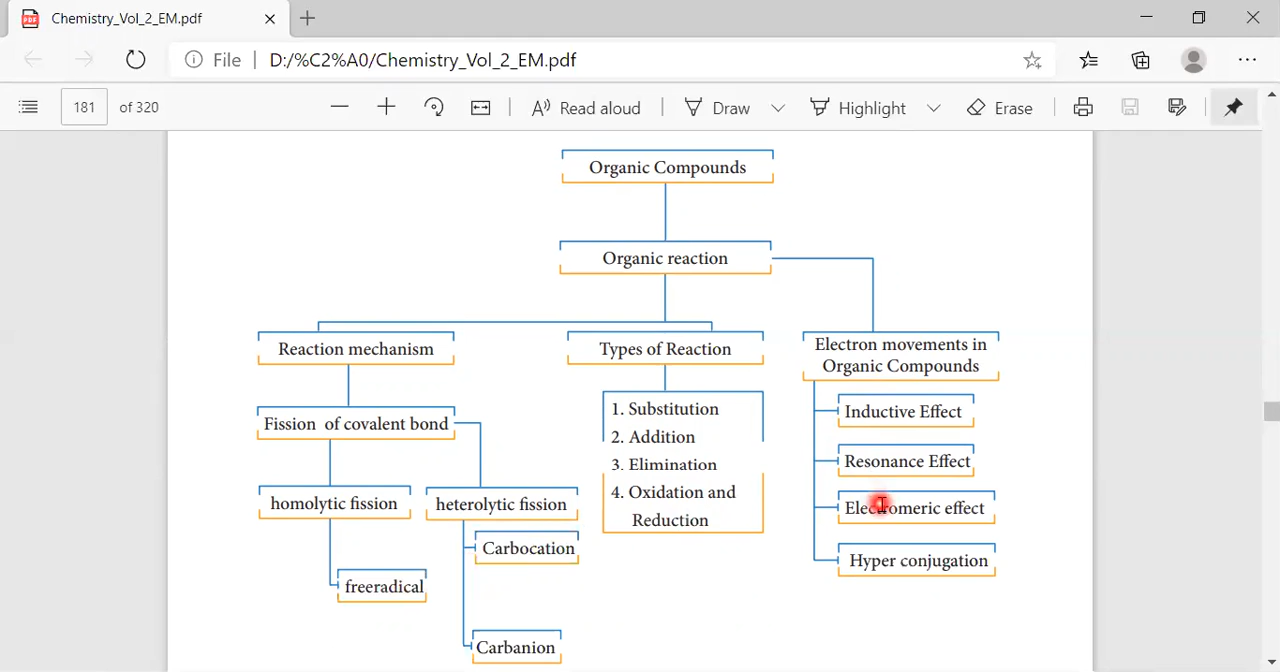 Chemistry_Vol_2_EM.pdf
File D:/%C2%A0/Chemistry_Vol_2_EM.pdf
181 of 320 Read aloud Draw Highlight Erase
Organic Compounds
Organic reaction
Reaction mechanism
Fission of covalent bond
homolytic fission
heterolytic fission
Carbocation
freeradical
Carbanion
Types of Reaction
1. Substitution
2. Addition
3. Elimination
4. Oxidation and
Reduction
Electron movements in
Organic Compounds
Inductive Effect
Resonance Effect
Electromeric effect
Hyper conjugation